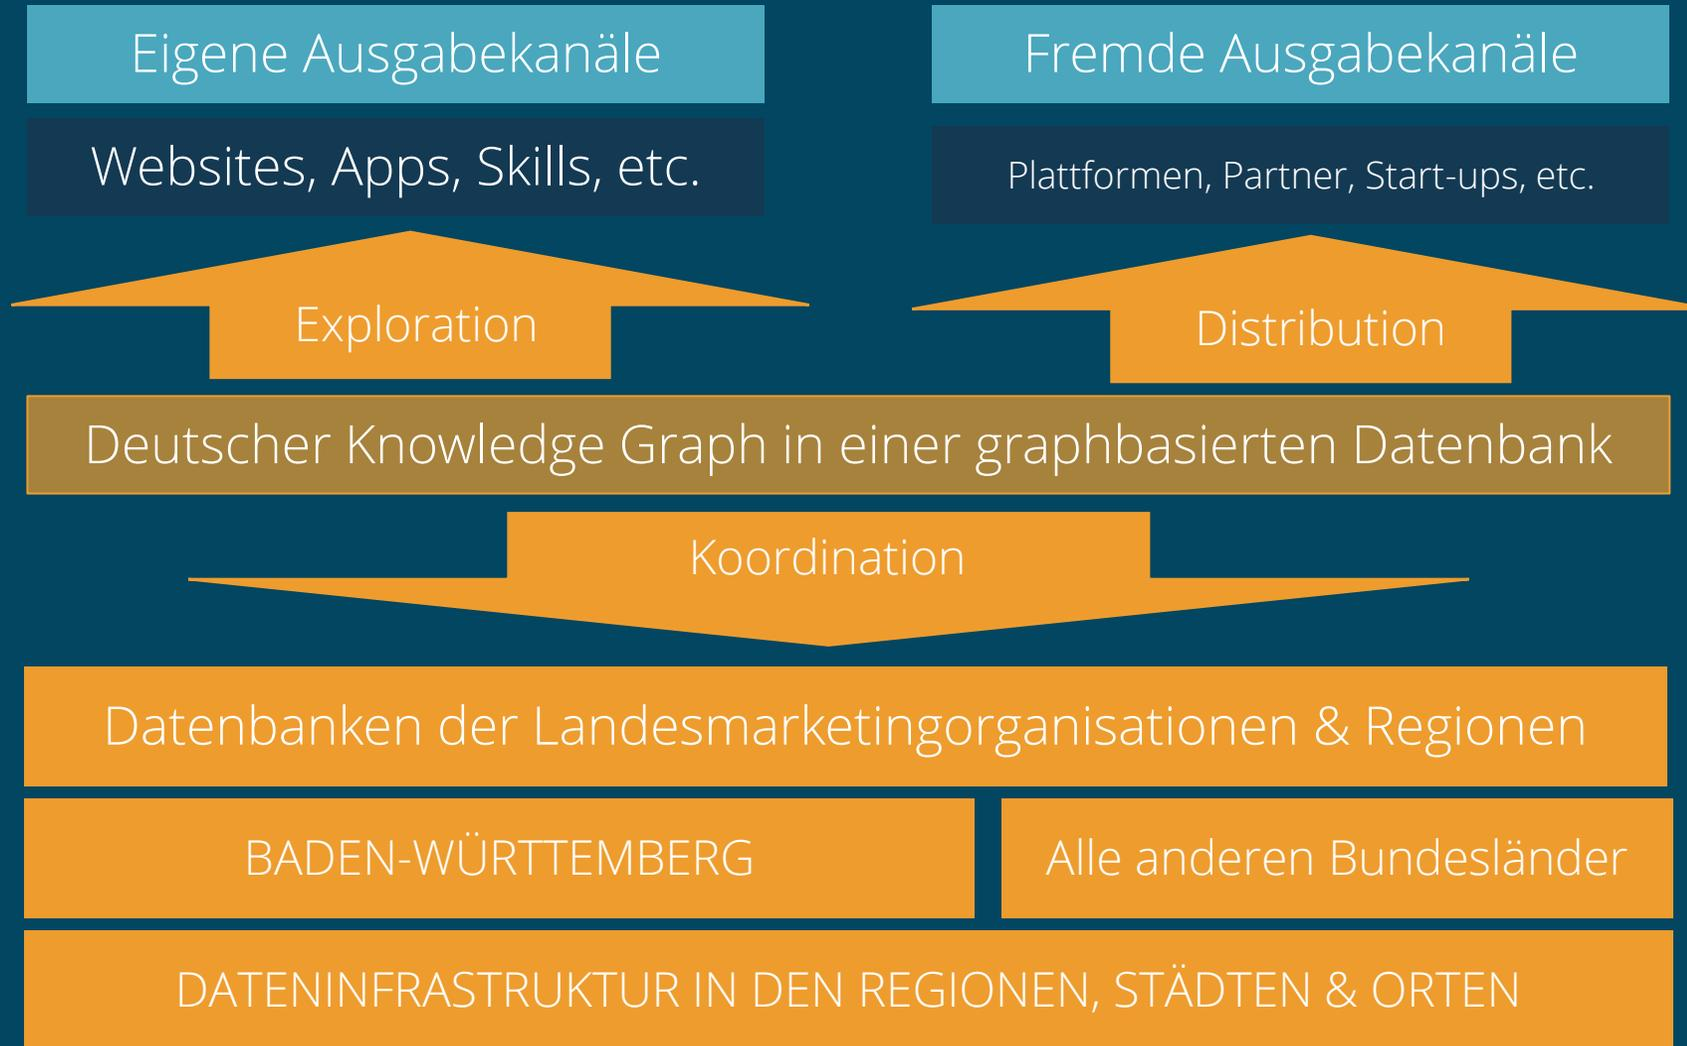 Eigene Ausgabekanäle
Fremde Ausgabekanäle
Websites, Apps, Skills, etc.
Plattformen, Partner, Start-ups, etc.
Exploration
Distribution
Deutscher Knowledge Graph in einer graphbasierten Datenbank
Koordination
Datenbanken der Landesmarketingorganisationen & Regionen
BADEN-WÜRTTEMBERG
Alle anderen Bundesländer
DATENINFRASTRUKTUR IN DEN REGIONEN, STÄDTEN & ORTEN